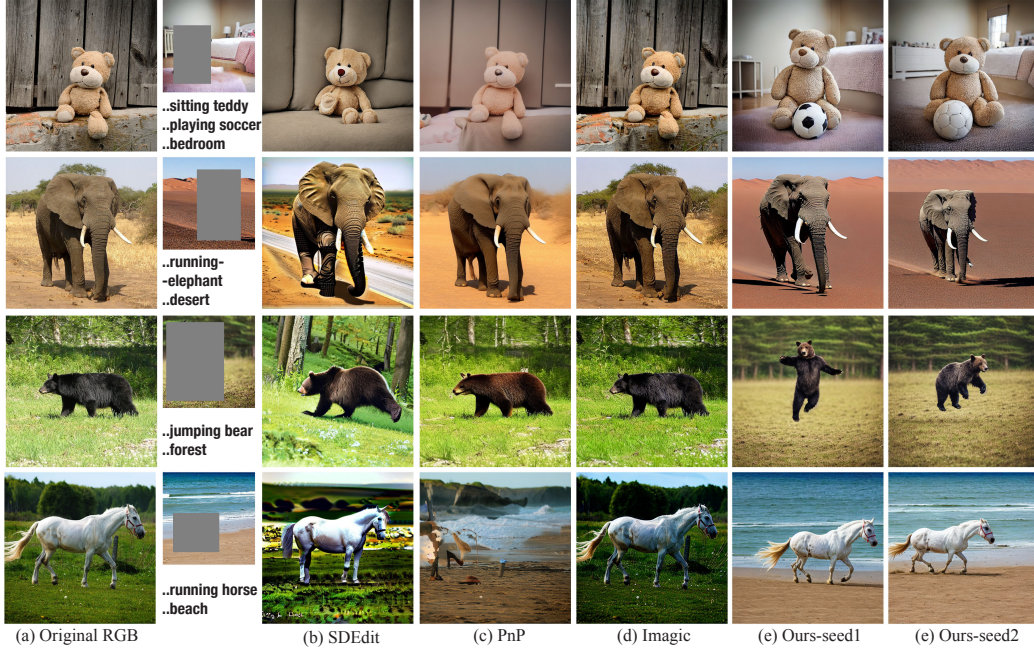 ..sitting teddy
..playing soccer
..bedroom
..running-
-elephant
..desert
..jumping bear
..forest
..running horse
..beach
(a) Original RGB
(b) SDEdit
(c) PnP
(d) Imagic
(e) Ours-seed1
(e) Ours-seed2